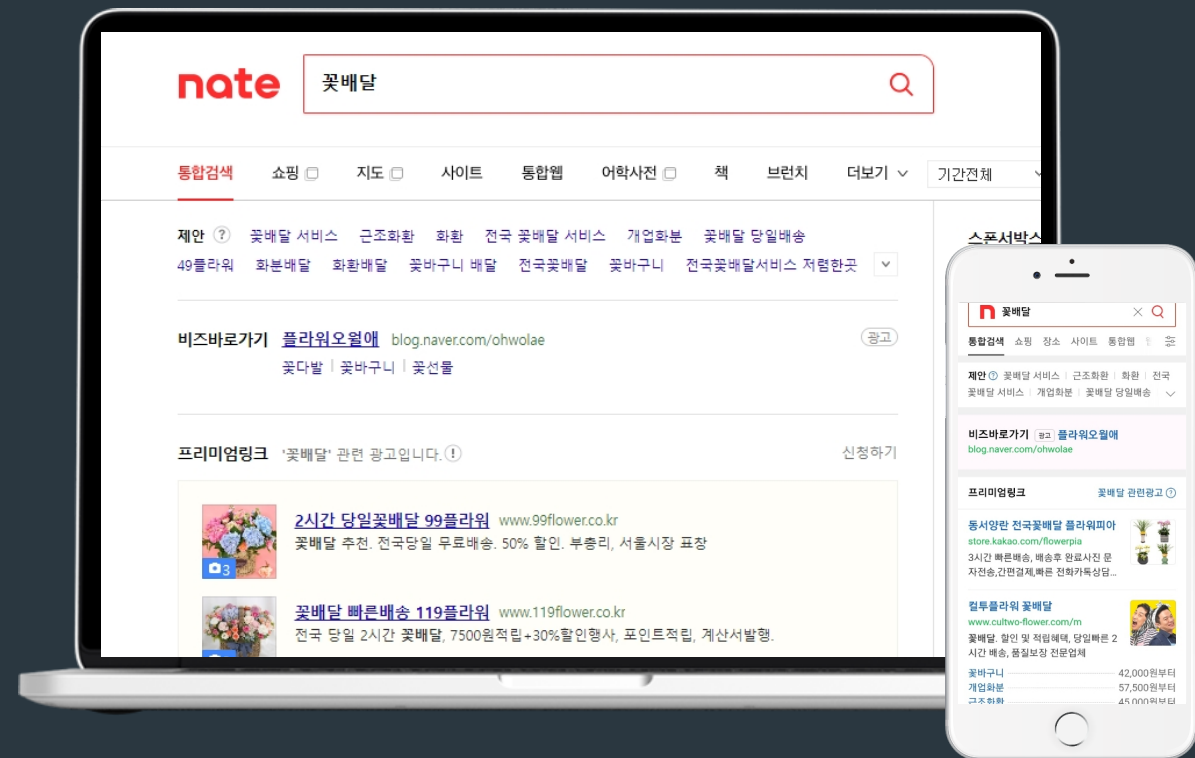 nate
꽃배달
통합검색 쇼핑 지도 사이트 통합웹 어학사전 책 브런치 더보기 기간전체
제안 ? 꽃배달 서비스 근조화환 화환 전국 꽃배달 서비스 개업화분 꽃배달 당일배송
49플라워 화분배달 화환배달 꽃바구니 배달 전국꽃배달 꽃바구니 전국꽃배달서비스 저렴한곳
스폰서박스
비즈바로가기 플라워오월애 blog.naver.com/ohwolae 광고
꽃다발 | 꽃바구니 | 꽃선물
프리미엄링크 '꽃배달' 관련 광고입니다. ! 신청하기
2시간 당일꽃배달 99플라워 www.99flower.co.kr
꽃배달 추천. 전국당일 무료배송. 50% 할인. 부총리, 서울시장 표창
3
꽃배달 빠른배송 119플라워 www.119flower.co.kr
전국 당일 2시간 꽃배달, 7500원적립+30%할인행사, 포인트적립, 계산서발행.
n 꽃배달
통합검색 쇼핑 장소 사이트 통합웹
제안 ? 꽃배달 서비스 | 근조화환 | 화환 | 전국
꽃배달 서비스 | 개업화분 | 꽃배달 당일배송
비즈바로가기 광고 플라워오월애
blog.naver.com/ohwolae
프리미엄링크 꽃배달 관련광고 ?
동서양란 전국꽃배달 플라워피아
store.kakao.com/flowerpia
3시간 빠른배송, 배송후 완료사진 문
자전송,간편결제,빠른 전화카톡상담...
컬투플라워 꽃배달
www.cultwo-flower.com/m
꽃배달. 할인 및 적립혜택, 당일빠른 2
시간 배송, 품질보장 전문업체
꽃바구니 42,000원부터
개업화분 57,500원부터
근조화환 45,000원부터